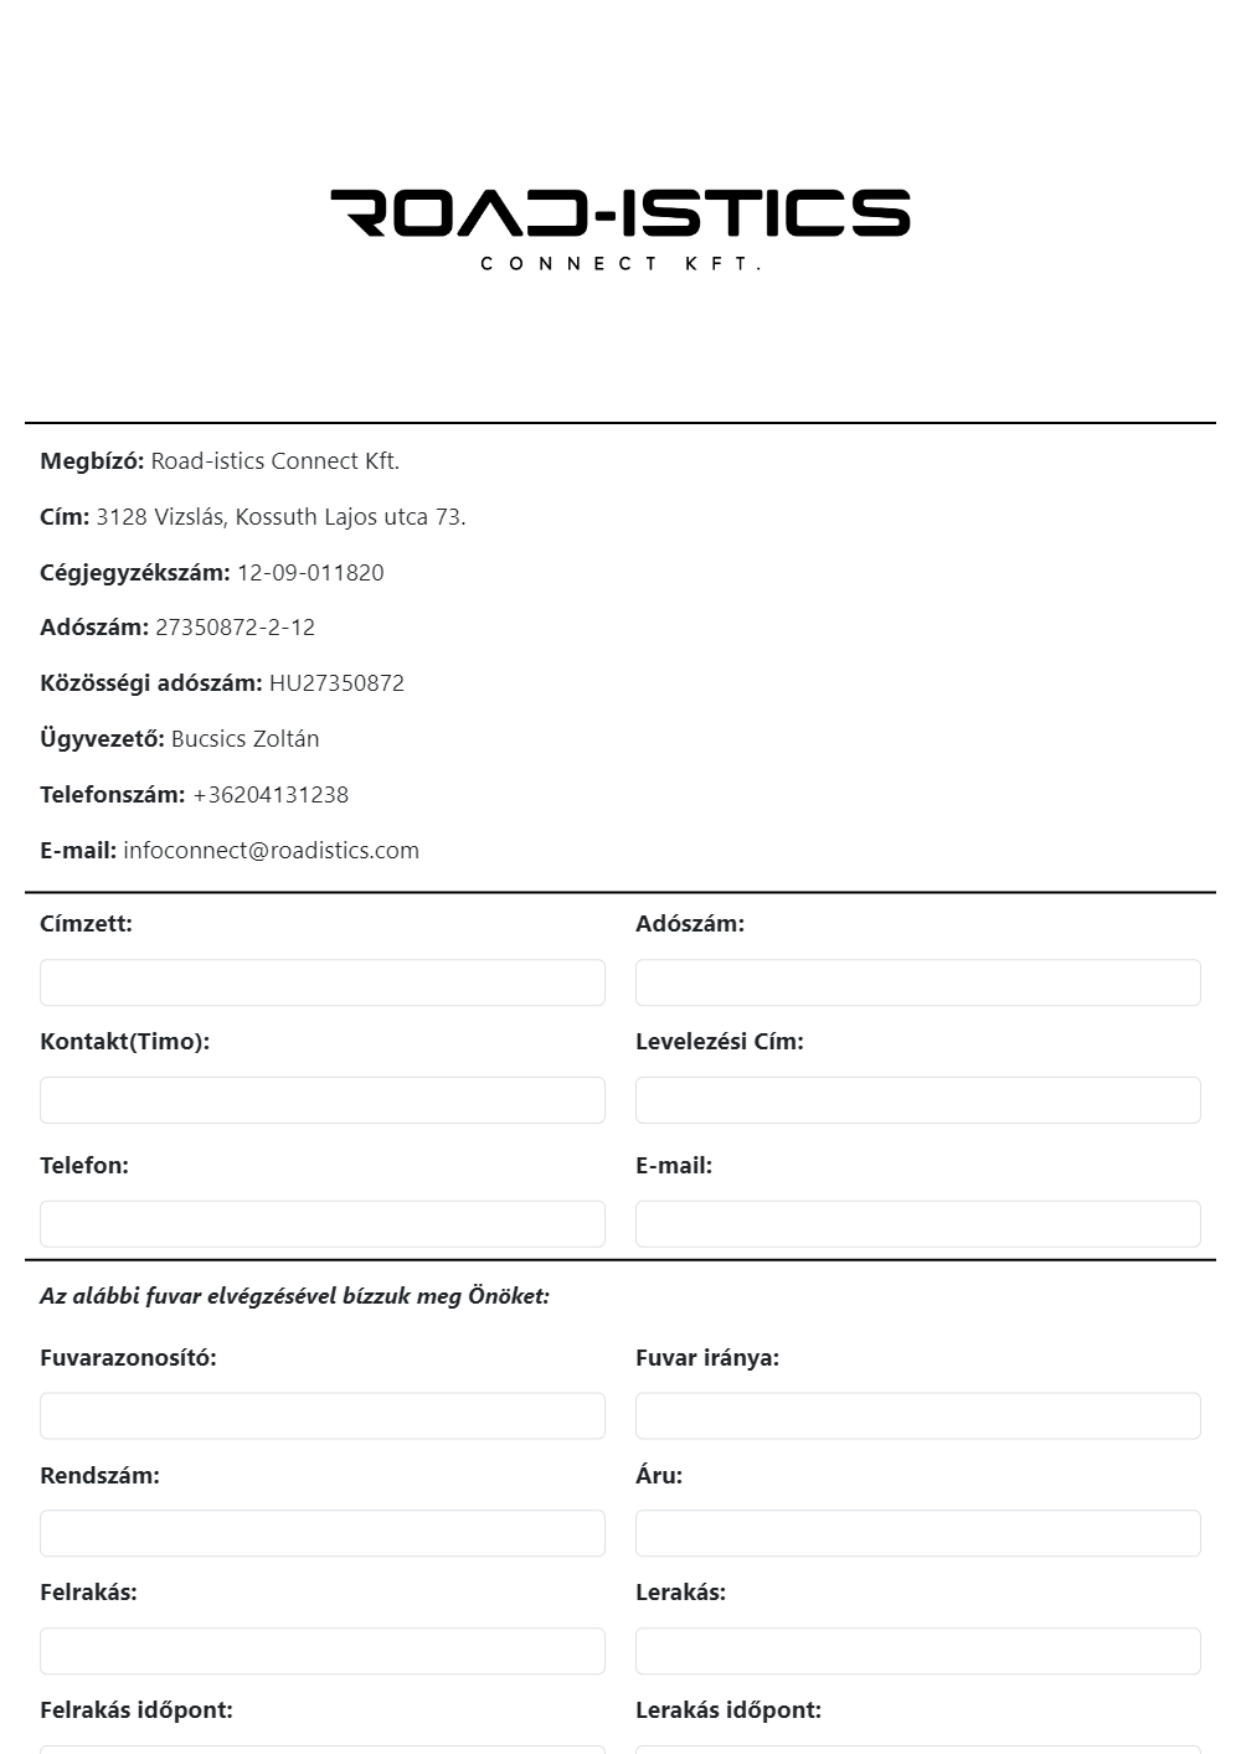 ROAD-ISTICS
CONNECT KFT.
Megbízó: Road-istics Connect Kft.
Cím: 3128 Vizslás, Kossuth Lajos utca 73.
Cégjegyzékszám: 12-09-011820
Adószám: 27350872-2-12
Közösségi adószám: HU27350872
Ügyvezető: Bucsics Zoltán
Telefonszám: +36204131238
E-mail: infoconnect@roadistics.com
Címzett: Adószám:
Kontakt(Timo): Levelezési Cím:
Telefon: E-mail:
Az alábbi fuvar elvégzésével bízzuk meg Önöket:
Fuvarazonosító: Fuvar iránya:
Rendszám: Áru:
Felrakás: Lerakás:
Felrakás időpont: Lerakás időpont: